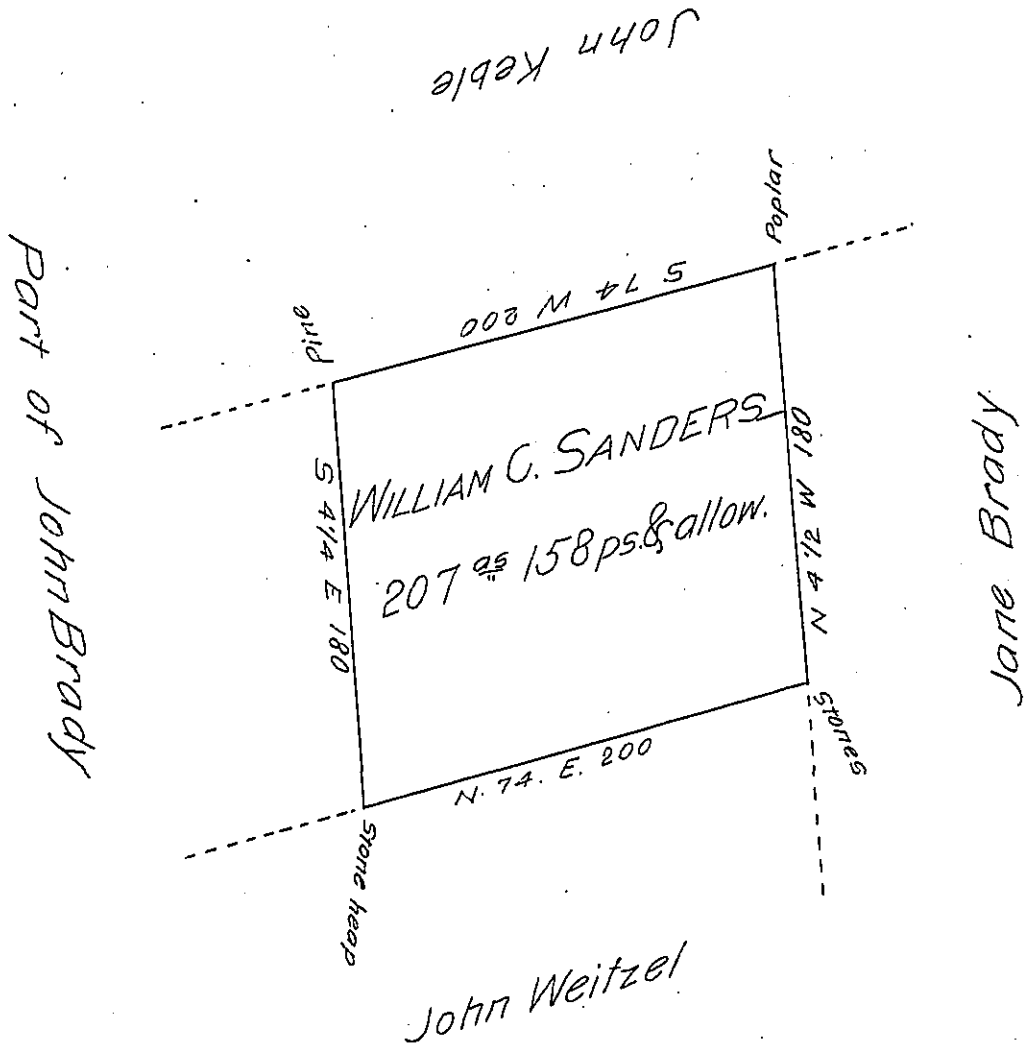 John Keble
Poplar
Pine
S 74 W 200
Part of John Brady
S 4 1/4 E 180
WILLIAM C. SANDERS
207 as 158 ps. & allow.
N 4 1/2 W 180
Jane Brady
Stones
N. 74. E. 200
Stone heap
John Weitzel